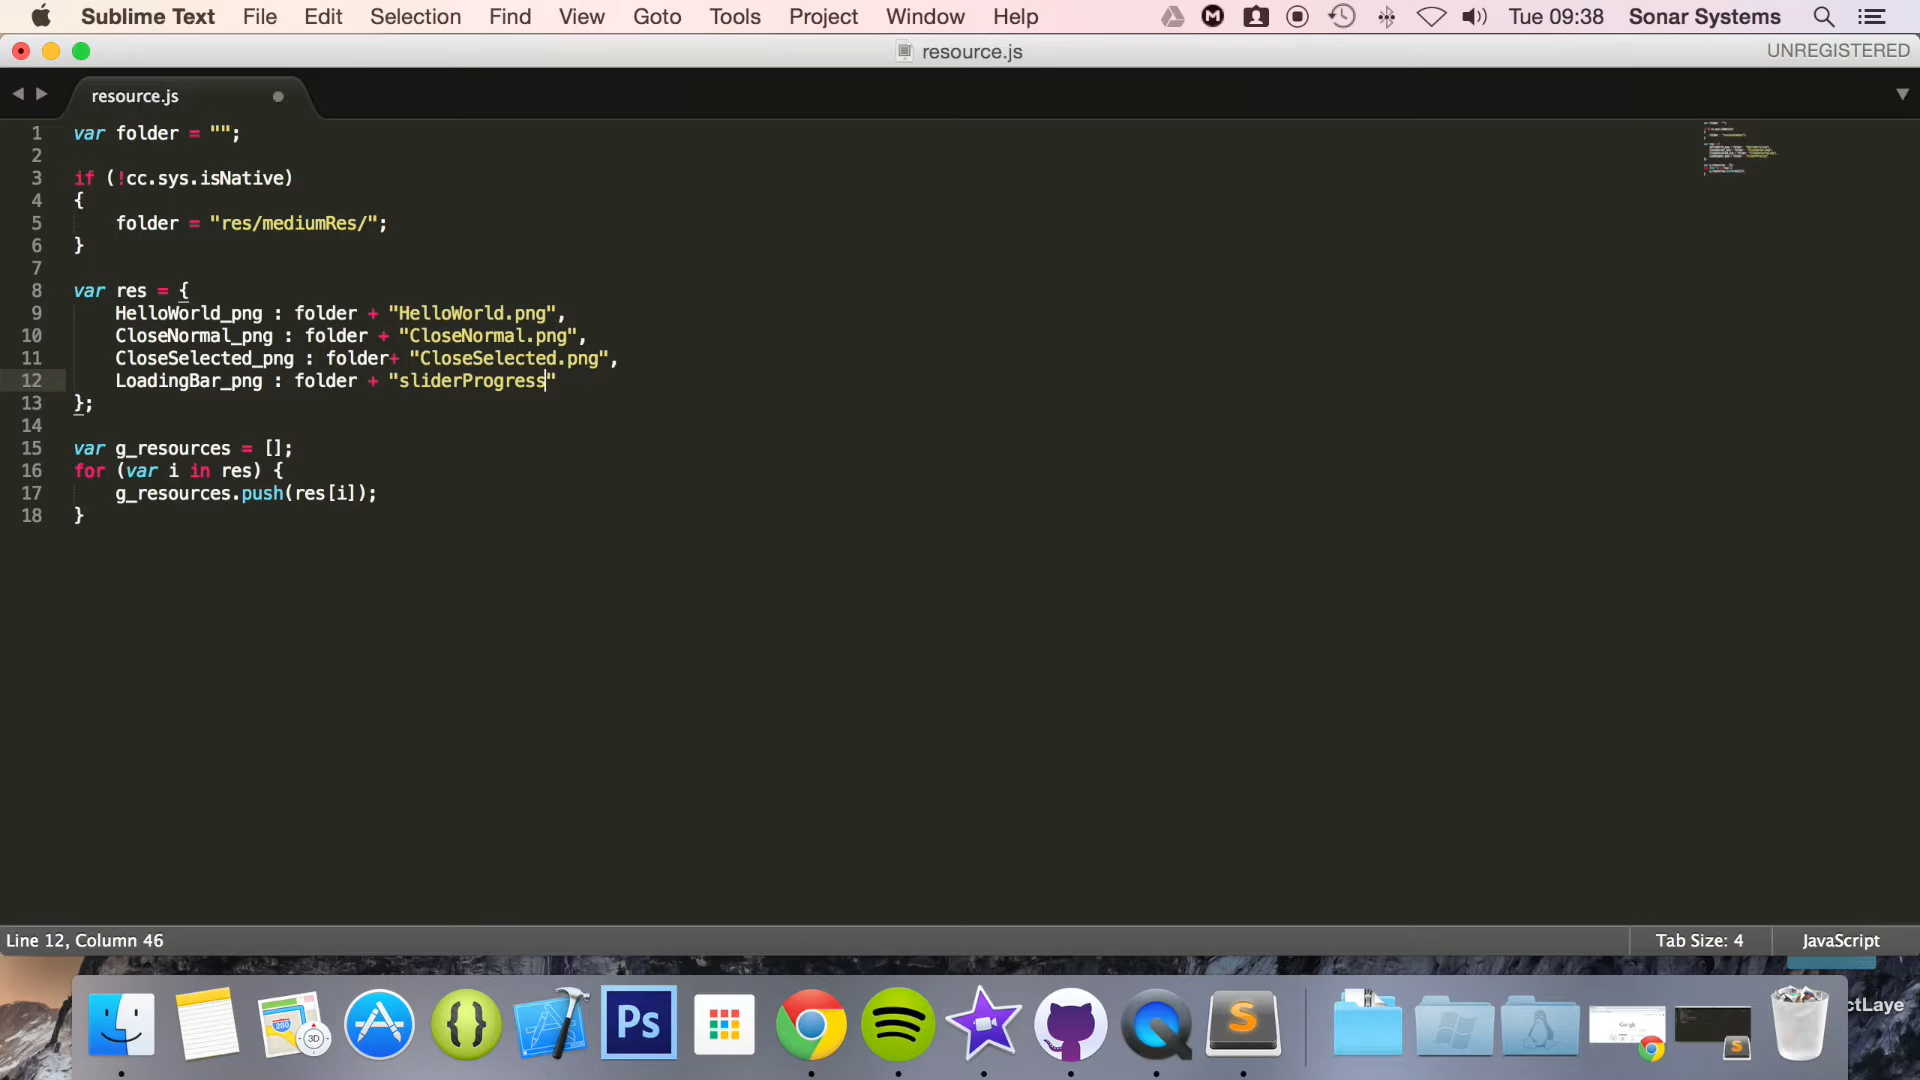 Sublime Text File Edit Selection Find View Goto Tools Project Window Help Tue 09:38 Sonar Systems
resource.js UNREGISTERED
resource.js
1 var folder = "";
2
3 if (!cc.sys.isNative)
4 {
5 folder = "res/mediumRes/";
6 }
7
8 var res = {
9 HelloWorld_png : folder + "HelloWorld.png",
10 CloseNormal_png : folder + "CloseNormal.png",
11 CloseSelected_png : folder+ "CloseSelected.png",
12 LoadingBar_png : folder + "sliderProgress"
13 };
14
15 var g_resources = [];
16 for (var i in res) {
17 g_resources.push(res[i]);
18 }
Line 12, Column 46 Tab Size: 4 JavaScript
ctLaye
280
3D
Ps
S